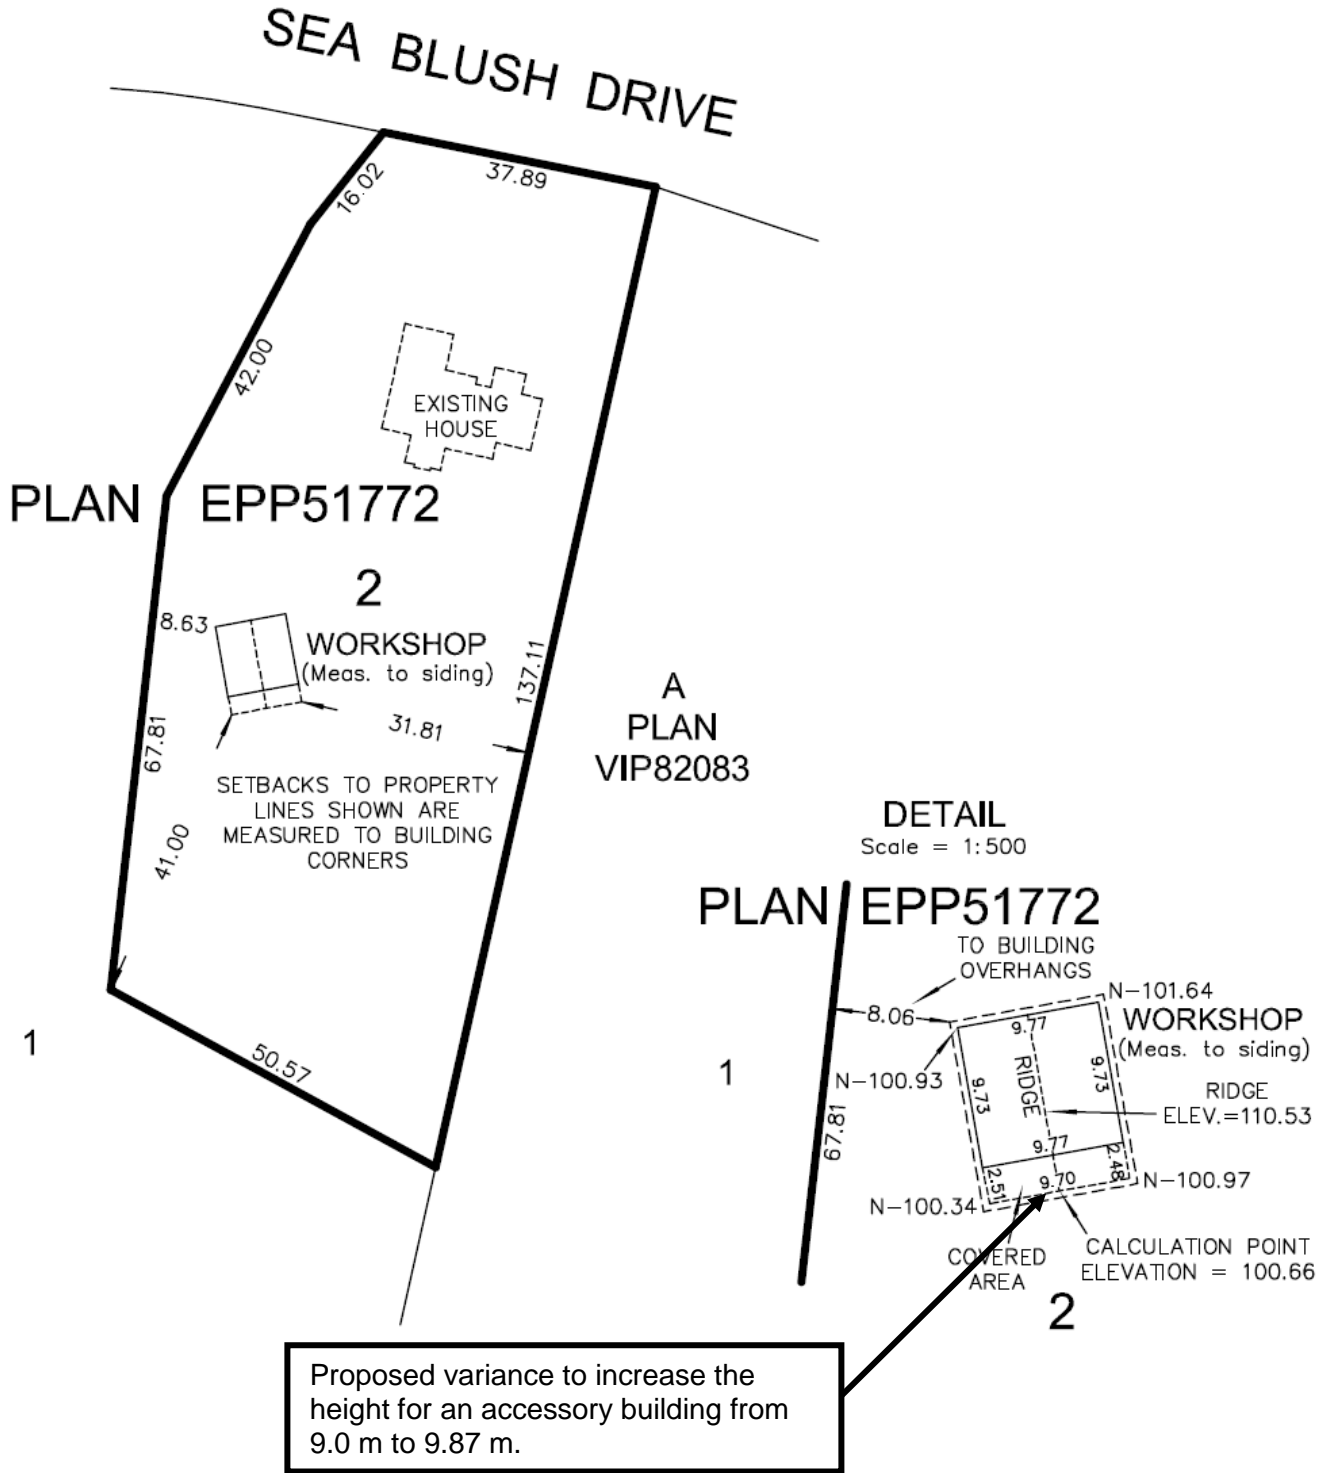 SEA BLUSH DRIVE
37.89
16.02
42.00
EXISTING
HOUSE
PLAN EPP51772
2
8.63
WORKSHOP
(Meas. to siding)
137.11
31.81
67.81
SETBACKS TO PROPERTY
LINES SHOWN ARE
MEASURED TO BUILDING
CORNERS
41.00
A
PLAN
VIP82083
1
50.57
DETAIL
Scale = 1:500
PLAN EPP51772
TO BUILDING
OVERHANGS
8.06
N-101.64
WORKSHOP
(Meas. to siding)
9.77
1
N-100.93
RIDGE
9.73
9.73
RIDGE
ELEV.=110.53
67.81
9.77
2.51
9.70
2.48
N-100.97
N-100.34
COVERED
AREA
CALCULATION POINT
ELEVATION = 100.66
2
Proposed variance to increase the
height for an accessory building from
9.0 m to 9.87 m.